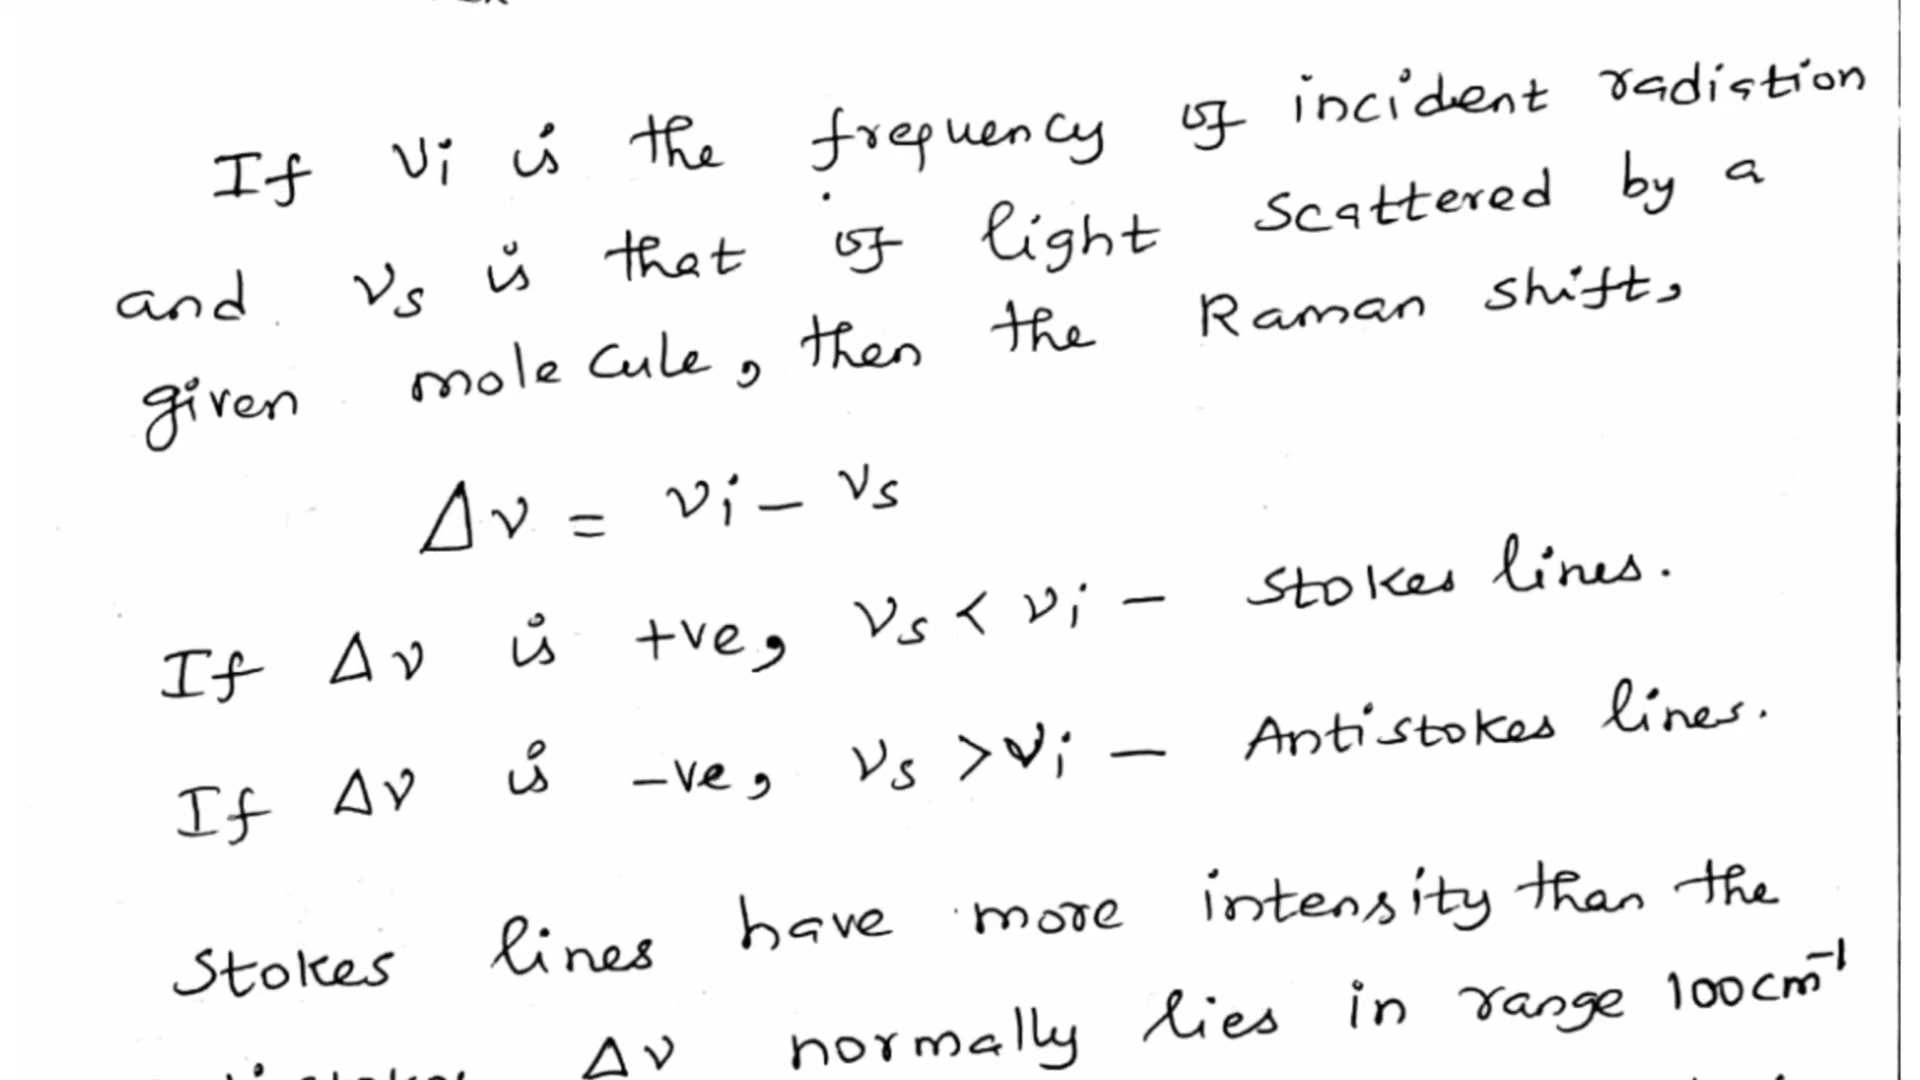 If νi is the frequency of incident radiation
and νs is that of light scattered by a
given molecule, then the Raman shift,
Δν = νi – νs
If Δν is +ve, νs < νi – Stokes lines.
If Δν is -ve, νs > νi – Antistokes lines.
Stokes lines have more intensity than the
Δν normally lies in range 100cm⁻¹